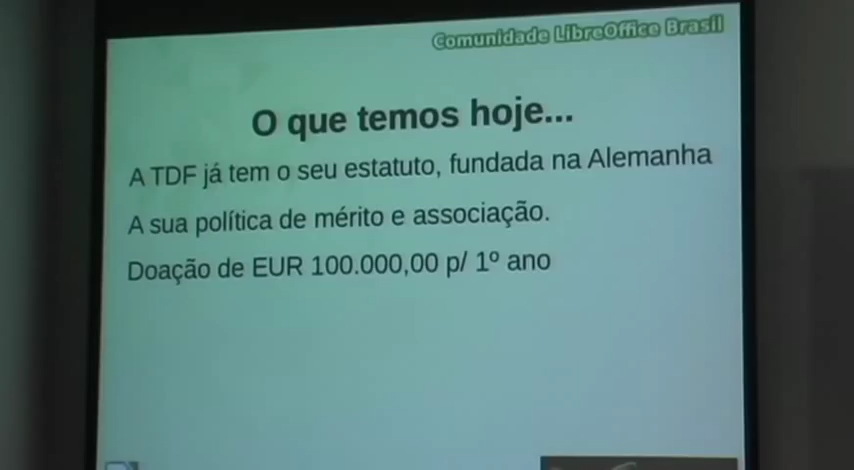 Comunidade LibreOffice Brasil
O que temos hoje...
A TDF já tem o seu estatuto, fundada na Alemanha
A sua política de mérito e associação.
Doação de EUR 100.000,00 p/ 1º ano